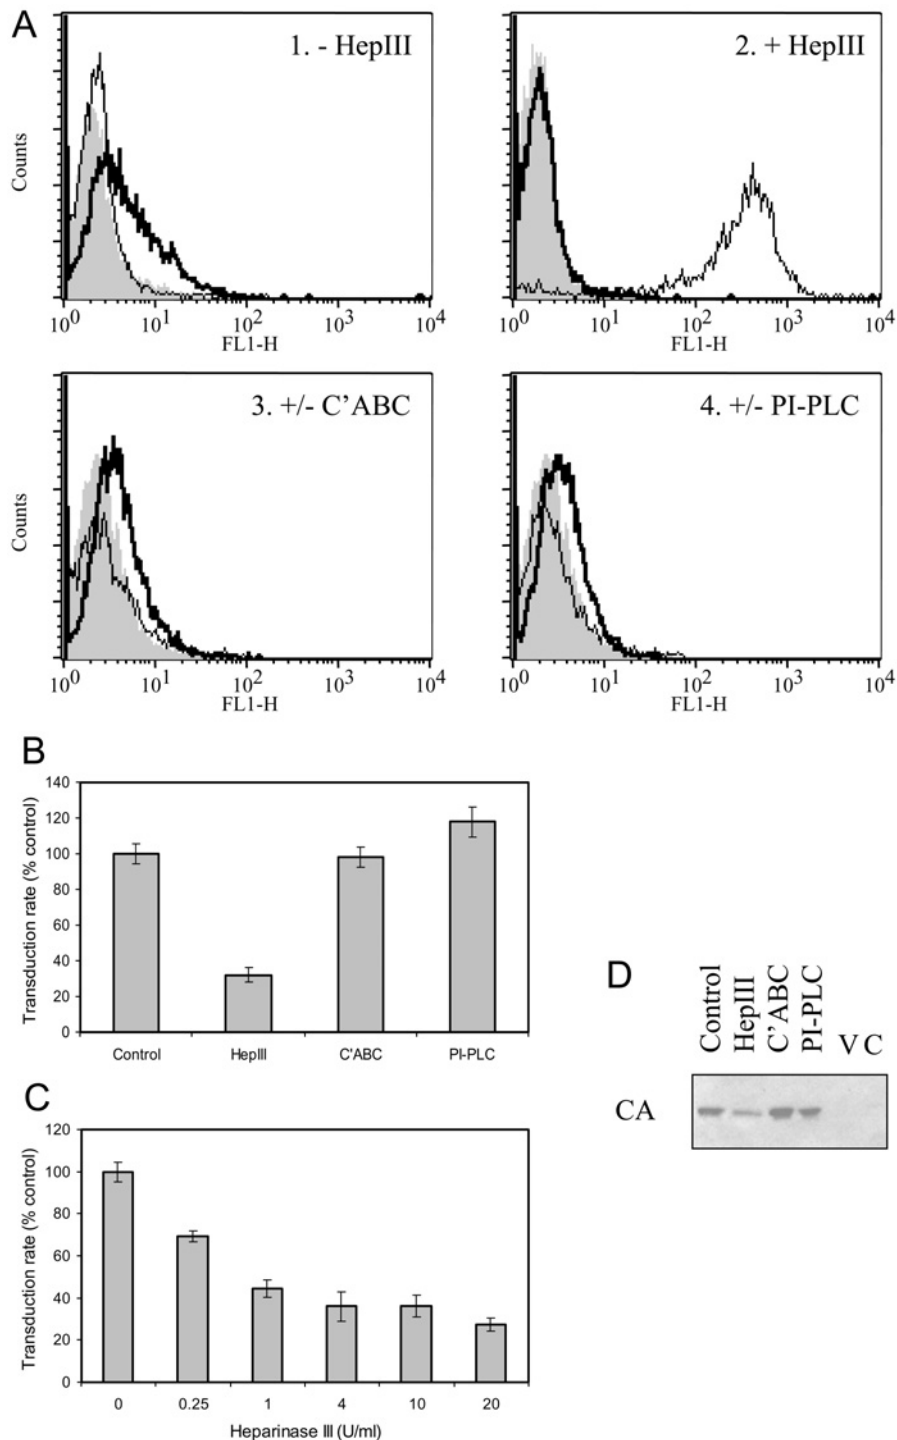 A
1. - HepIII
2. + HepIII
Counts
10^0 10^1 10^2 10^3 10^4
FL1-H
10^0 10^1 10^2 10^3 10^4
FL1-H
3. +/- C’ABC
4. +/- PI-PLC
Counts
10^0 10^1 10^2 10^3 10^4
FL1-H
10^0 10^1 10^2 10^3 10^4
FL1-H
B
Transduction rate (% control)
140
120
100
80
60
40
20
0
Control HepIII C'ABC PI-PLC
C
Transduction rate (% control)
120
100
80
60
40
20
0
0 0.25 1 4 10 20
Heparinase III (U/ml)
D
Control HepIII C’ABC PI-PLC V C
CA